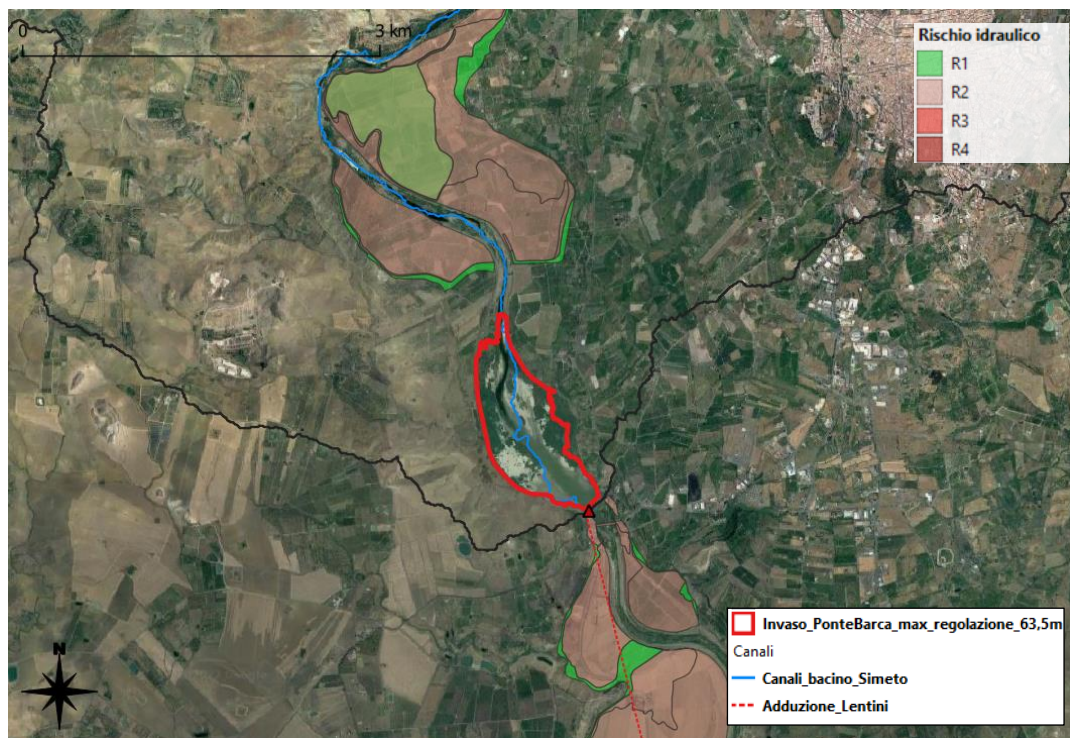 0
3 km
Rischio idraulico
R1
R2
R3
R4
N
Invaso_PonteBarca_max_regolazione_63,5m
Canali
Canali_bacino_Simeto
Adduzione_Lentini